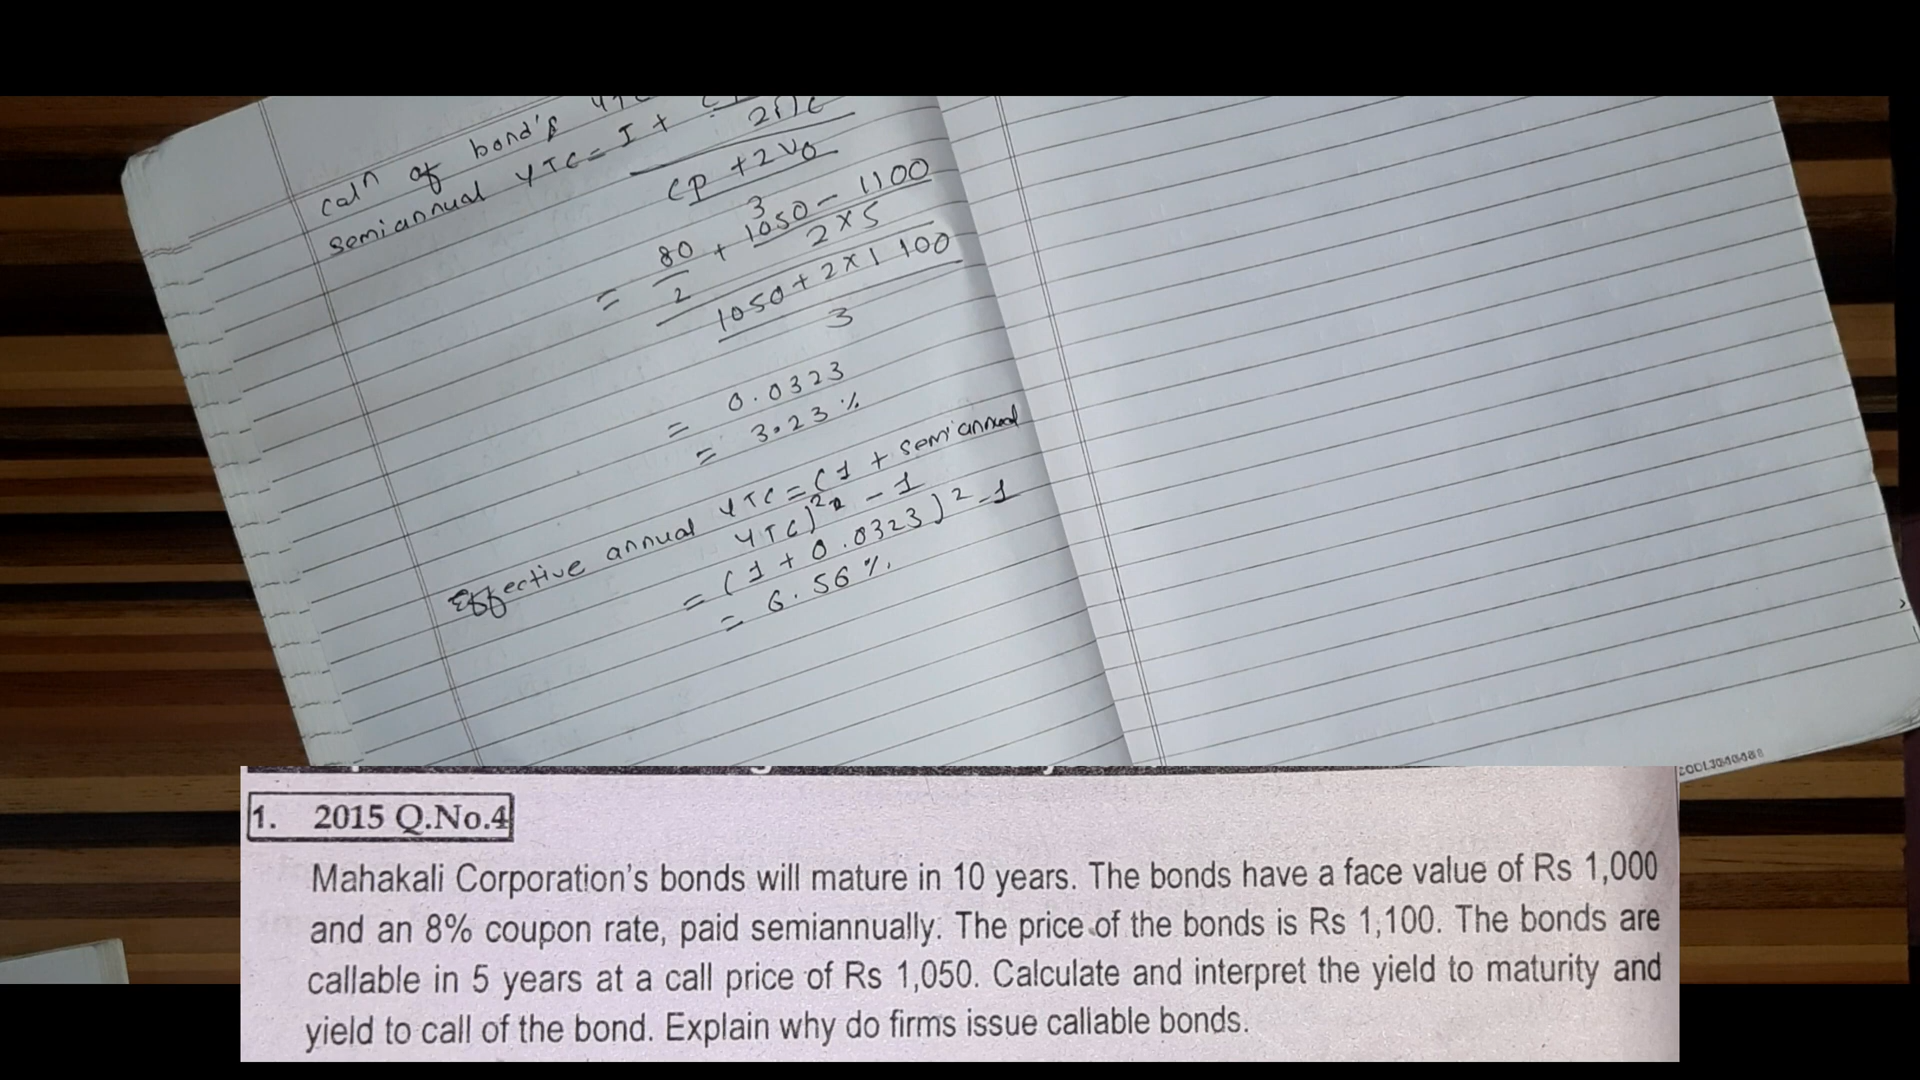 calⁿ of bond's
semiannual YTC = I +
2nc
CP + 2V0
3
= 80/2 + 1050 - 1100
2 x 5
1050 + 2 x 1100
3
= 0.0323
= 3.23 %
Effective annual YTC = (1 + semiannual
YTC)² - 1
= (1 + 0.0323)² - 1
= 6.56 %.
1. 2015 Q.No.4
Mahakali Corporation's bonds will mature in 10 years. The bonds have a face value of Rs 1,000
and an 8% coupon rate, paid semiannually. The price of the bonds is Rs 1,100. The bonds are
callable in 5 years at a call price of Rs 1,050. Calculate and interpret the yield to maturity and
yield to call of the bond. Explain why do firms issue callable bonds.